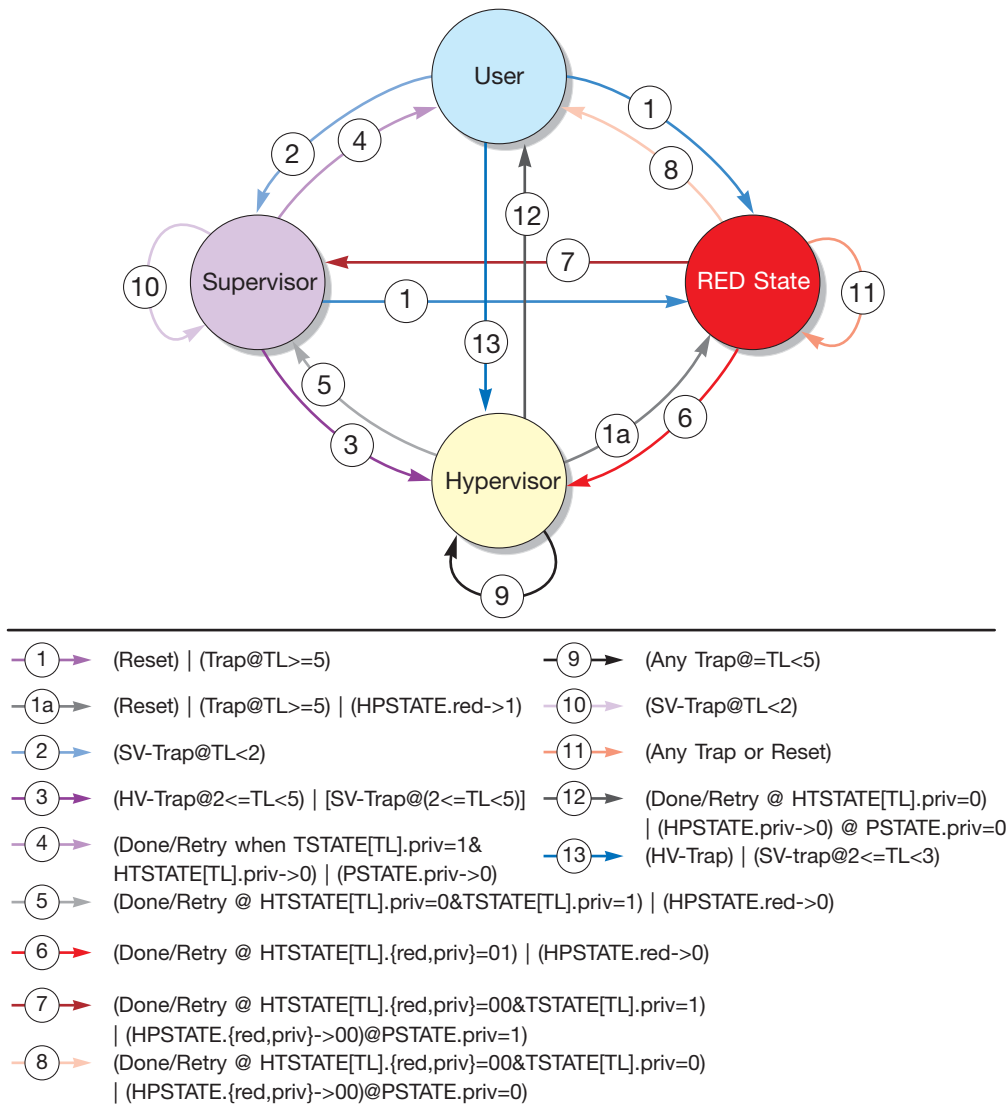 User
1
2
4
8
12
Supervisor
7
RED State
10
1
11
13
5
3
1a
6
Hypervisor
9
1 (Reset) | (Trap@TL>=5)
1a (Reset) | (Trap@TL>=5) | (HPSTATE.red->1)
2 (SV-Trap@TL<2)
3 (HV-Trap@2<=TL<5) | [SV-Trap@(2<=TL<5)]
4 (Done/Retry when TSTATE[TL].priv=1&
HTSTATE[TL].priv->0) | (PSTATE.priv->0)
9 (Any Trap@=TL<5)
10 (SV-Trap@TL<2)
11 (Any Trap or Reset)
12 (Done/Retry @ HTSTATE[TL].priv=0)
| (HPSTATE.priv->0) @ PSTATE.priv=0
13 (HV-Trap) | (SV-trap@2<=TL<3)
5 (Done/Retry @ HTSTATE[TL].priv=0&TSTATE[TL].priv=1) | (HPSTATE.red->0)
6 (Done/Retry @ HTSTATE[TL].{red,priv}=01) | (HPSTATE.red->0)
7 (Done/Retry @ HTSTATE[TL].{red,priv}=00&TSTATE[TL].priv=1)
| (HPSTATE.{red,priv}->00)@PSTATE.priv=1)
8 (Done/Retry @ HTSTATE[TL].{red,priv}=00&TSTATE[TL].priv=0)
| (HPSTATE.{red,priv}->00)@PSTATE.priv=0)